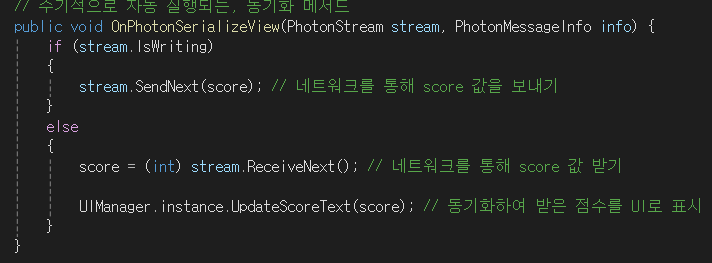 // 주기적으로 자동 실행되는, 동기화 메서드
public void OnPhotonSerializeView(PhotonStream stream, PhotonMessageInfo info) {
if (stream.IsWriting)
{
stream.SendNext(score); // 네트워크를 통해 score 값을 보내기
}
else
{
score = (int) stream.ReceiveNext(); // 네트워크를 통해 score 값 받기
UIManager.instance.UpdateScoreText(score); // 동기화하여 받은 점수를 UI로 표시
}
}